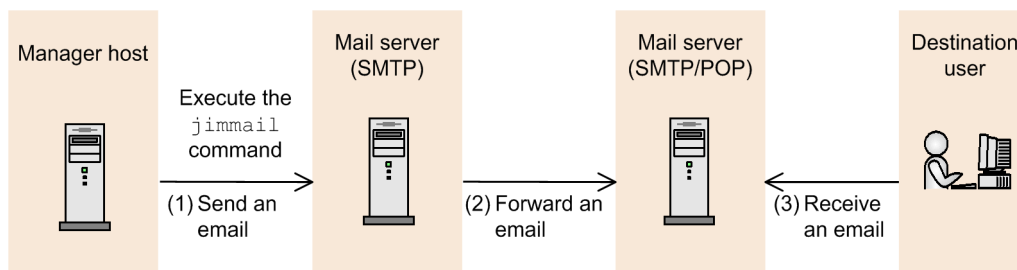 Manager host
Execute the
jimmail
command
(1) Send an
email
Mail server
(SMTP)
(2) Forward an
email
Mail server
(SMTP/POP)
(3) Receive
an email
Destination
user